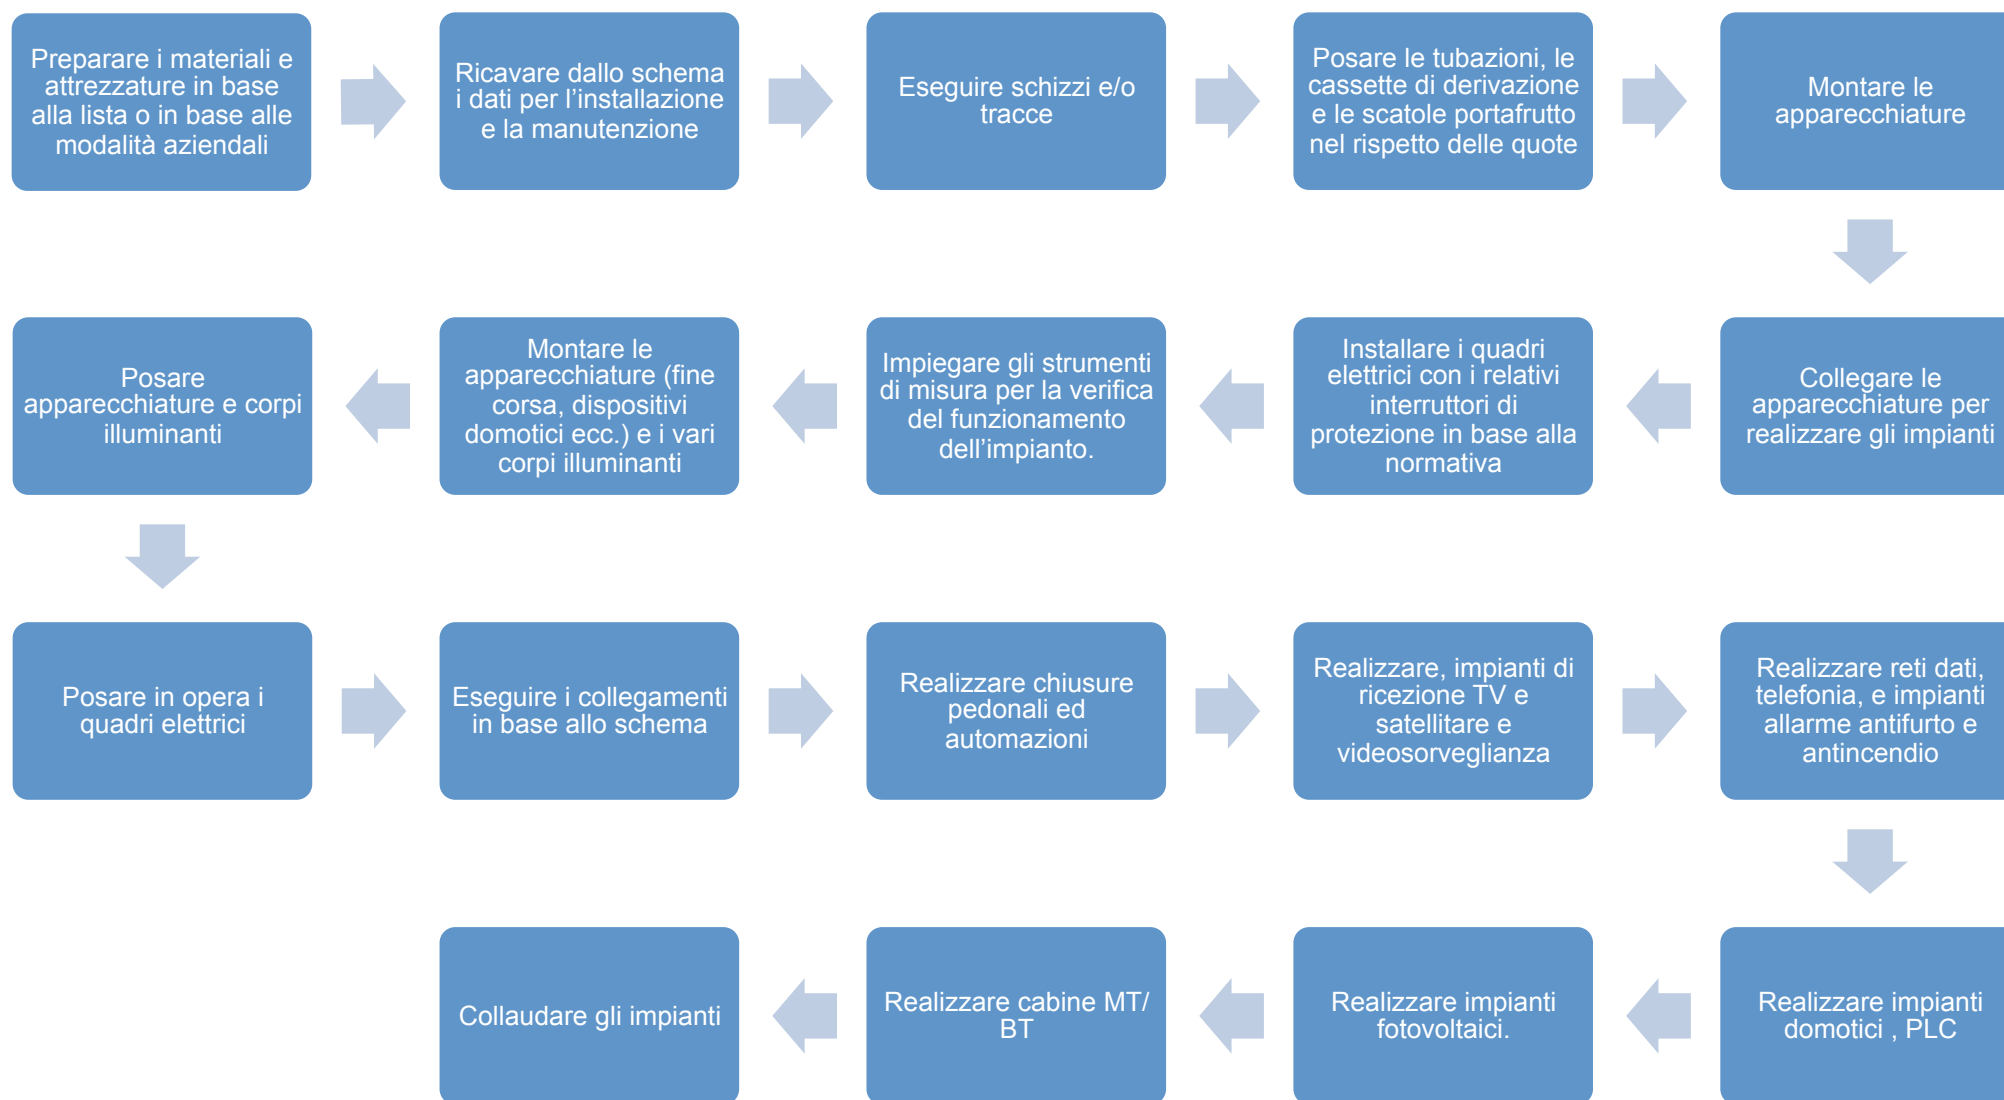 Preparare i materiali e
attrezzature in base
alla lista o in base alle
modalità aziendali
Ricavare dallo schema
i dati per l’installazione
e la manutenzione
Eseguire schizzi e/o
tracce
Posare le tubazioni, le
cassette di derivazione
e le scatole portafrutto
nel rispetto delle quote
Montare le
apparecchiature
Collegare le
apparecchiature per
realizzare gli impianti
Installare i quadri
elettrici con i relativi
interruttori di
protezione in base alla
normativa
Impiegare gli strumenti
di misura per la verifica
del funzionamento
dell’impianto.
Montare le
apparecchiature (fine
corsa, dispositivi
domotici ecc.) e i vari
corpi illuminanti
Posare
apparecchiature e corpi
illuminanti
Posare in opera i
quadri elettrici
Eseguire i collegamenti
in base allo schema
Realizzare chiusure
pedonali ed
automazioni
Realizzare, impianti di
ricezione TV e
satellitare e
videosorveglianza
Realizzare reti dati,
telefonia, e impianti
allarme antifurto e
antincendio
Realizzare impianti
domotici , PLC
Realizzare impianti
fotovoltaici.
Realizzare cabine MT/
BT
Collaudare gli impianti